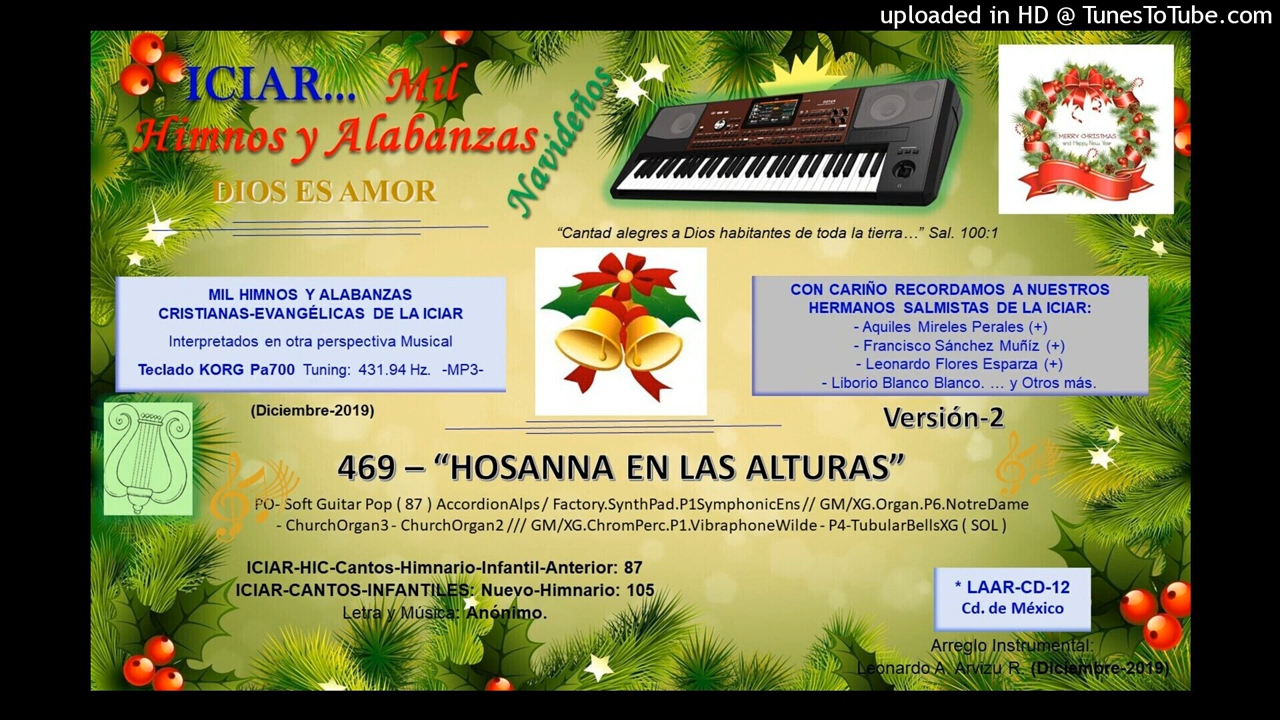 uploaded in HD @ TunesToTube.com
ICIAR... Mil
Himnos y Alabanzas
Navideños
DIOS ES AMOR
MERRY CHRISTMAS
and Happy New Year
“Cantad alegres a Dios habitantes de toda la tierra…” Sal. 100:1
MIL HIMNOS Y ALABANZAS
CRISTIANAS-EVANGÉLICAS DE LA ICIAR
Interpretados en otra perspectiva Musical
Teclado KORG Pa700 Tuning: 431.94 Hz. -MP3-
CON CARIÑO RECORDAMOS A NUESTROS
HERMANOS SALMISTAS DE LA ICIAR:
- Aquiles Mireles Perales (+)
- Francisco Sánchez Muñíz (+)
- Leonardo Flores Esparza (+)
- Liborio Blanco Blanco. … y Otros más.
(Diciembre-2019)
Versión-2
469 – “HOSANNA EN LAS ALTURAS”
PO- Soft Guitar Pop ( 87 ) AccordionAlps / Factory.SynthPad.P1SymphonicEns // GM/XG.Organ.P6.NotreDame
- ChurchOrgan3 - ChurchOrgan2 /// GM/XG.ChromPerc.P1.VibraphoneWilde - P4-TubularBellsXG ( SOL )
ICIAR-HIC-Cantos-Himnario-Infantil-Anterior: 87
ICIAR-CANTOS-INFANTILES: Nuevo-Himnario: 105
Letra y Música: Anónimo.
* LAAR-CD-12
Cd. de México
Arreglo Instrumental:
Leonardo A. Arvizu R. (Diciembre-2019)